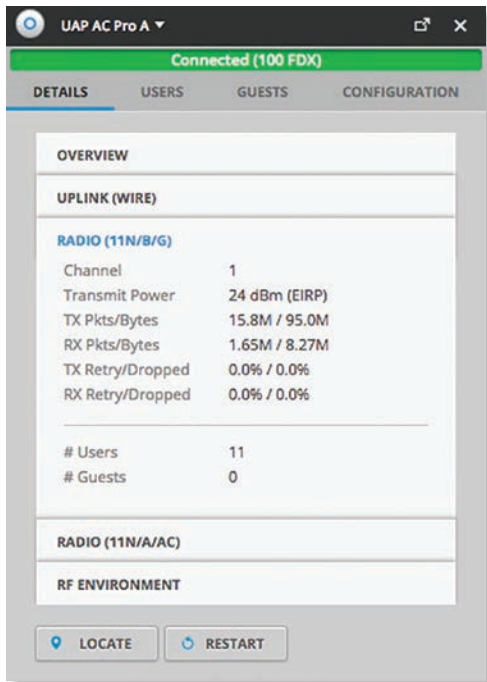 UAP AC Pro A
Connected (100 FDX)
DETAILS USERS GUESTS CONFIGURATION
OVERVIEW
UPLINK (WIRE)
RADIO (11N/B/G)
Channel 1
Transmit Power 24 dBm (EIRP)
TX Pkts/Bytes 15.8M / 95.0M
RX Pkts/Bytes 1.65M / 8.27M
TX Retry/Dropped 0.0% / 0.0%
RX Retry/Dropped 0.0% / 0.0%
# Users 11
# Guests 0
RADIO (11N/A/AC)
RF ENVIRONMENT
LOCATE RESTART